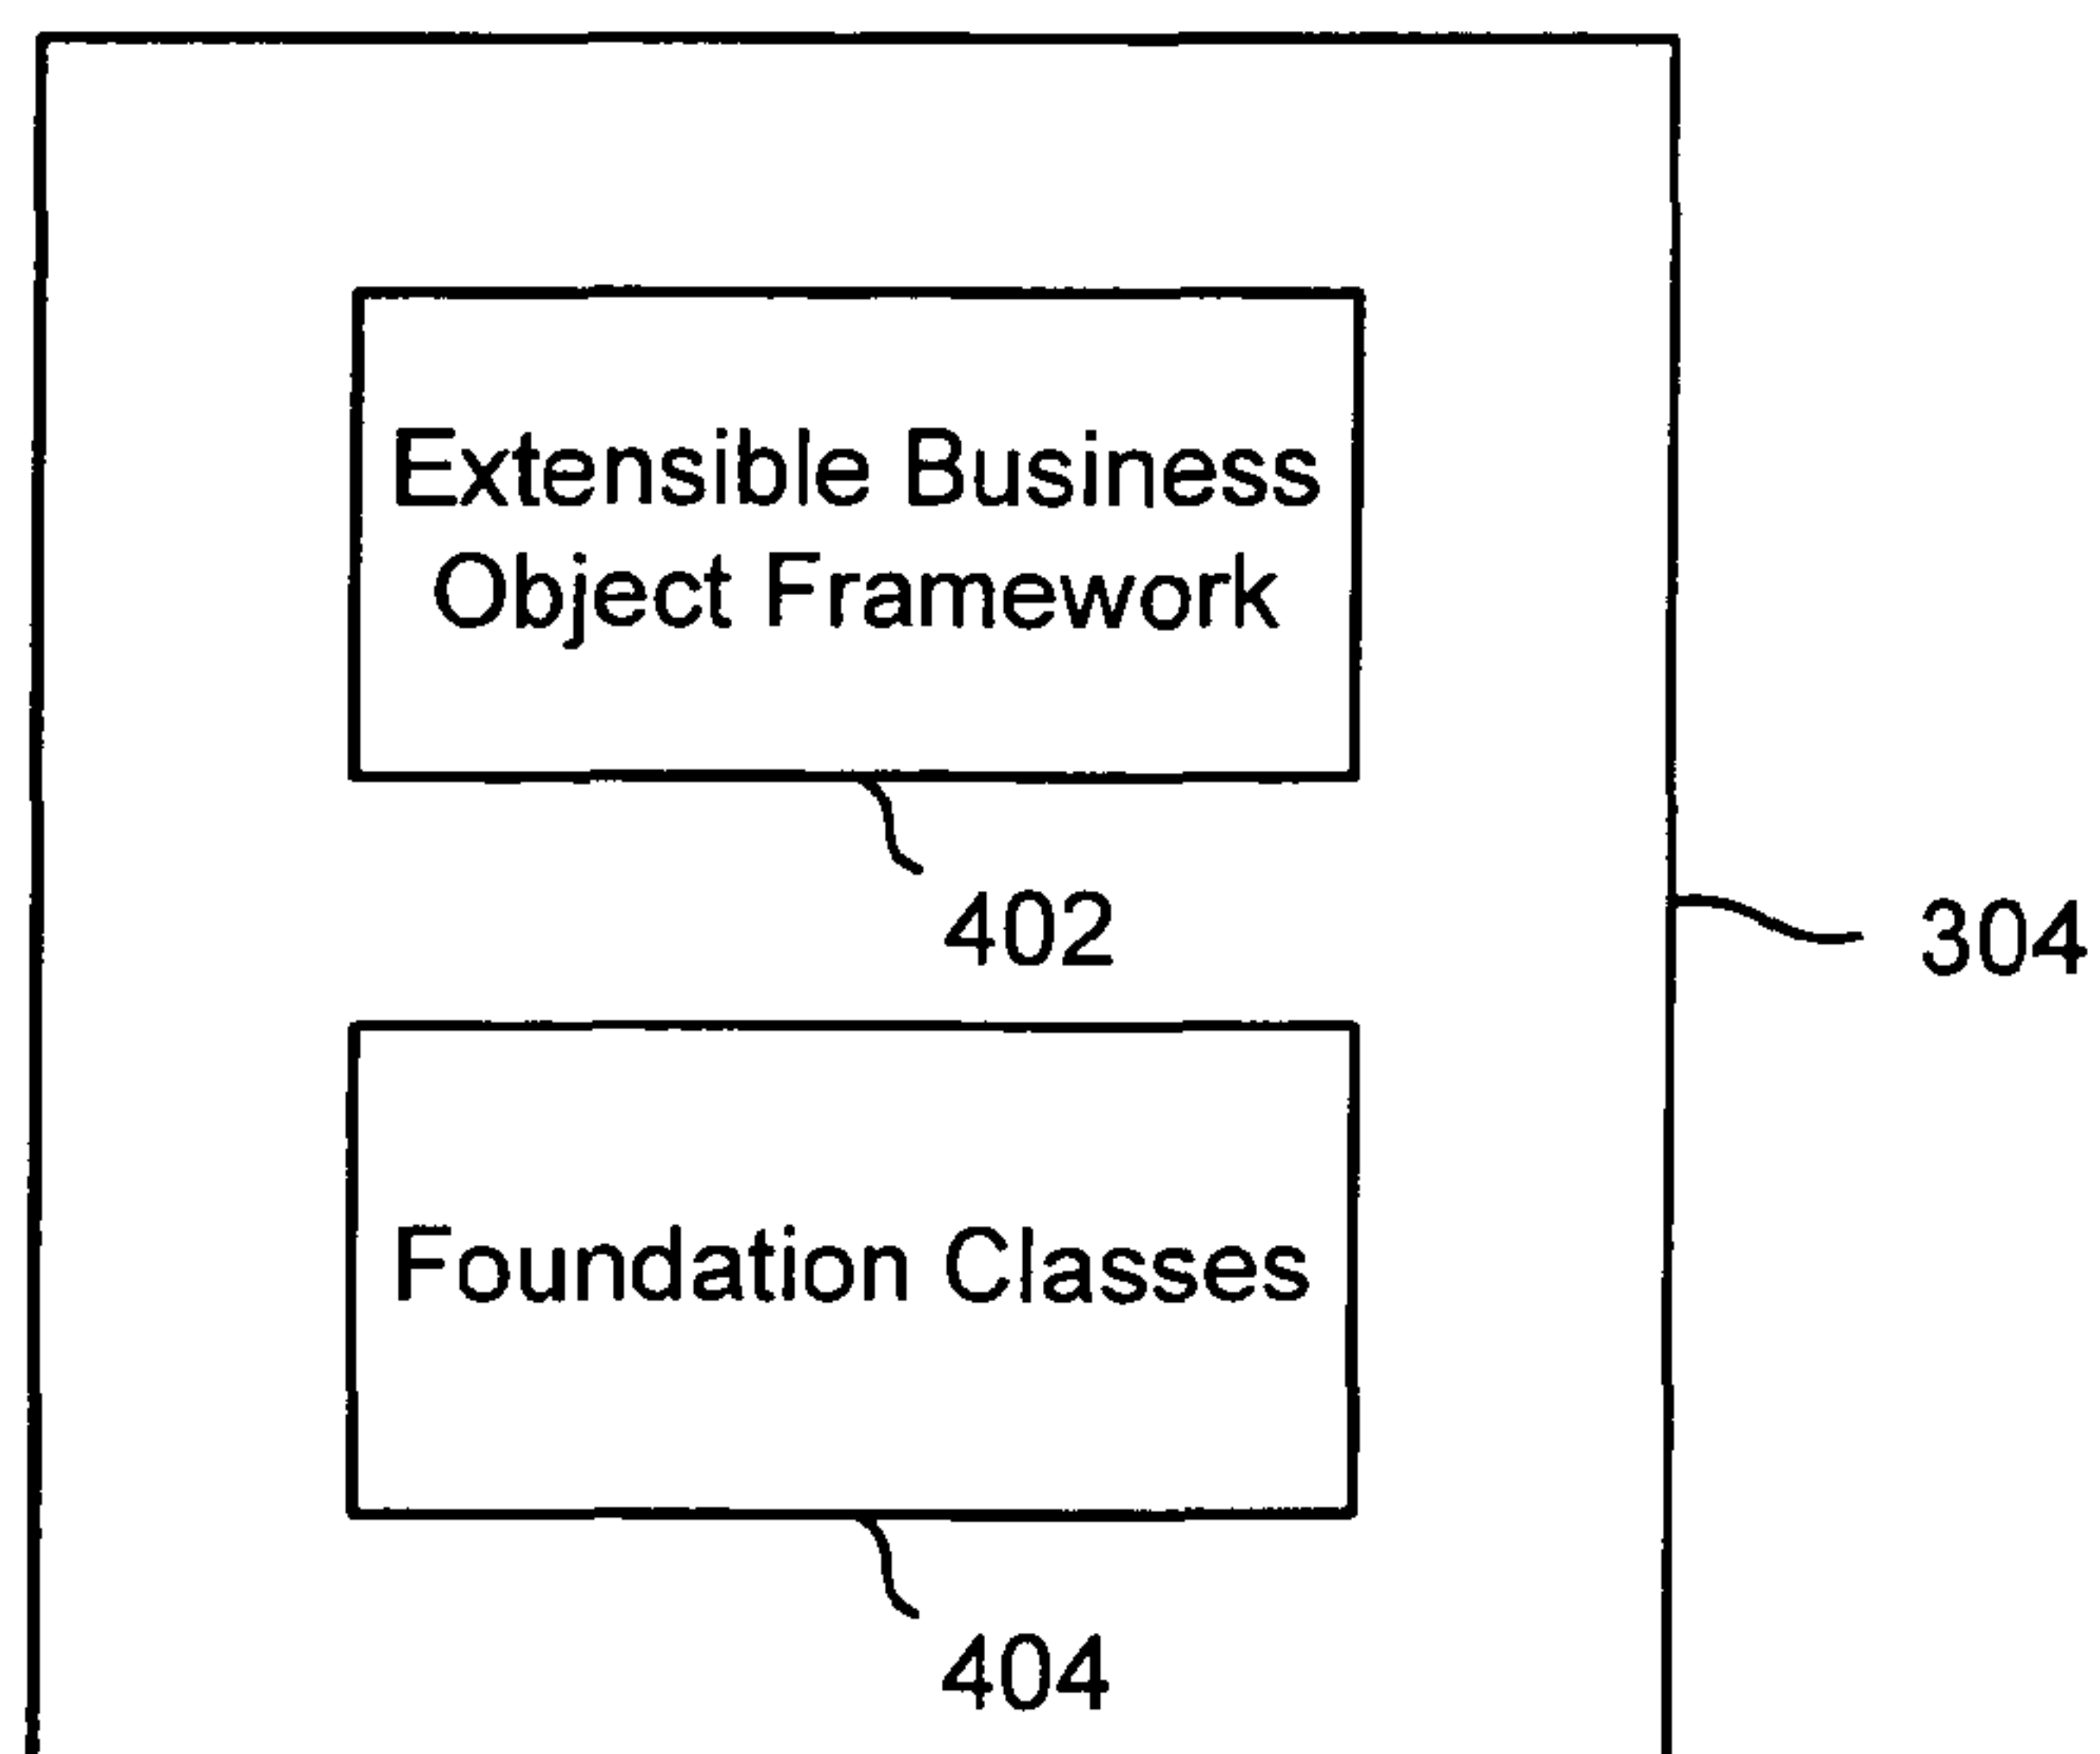 Extensible Business
Object Framework
402
304
Foundation Classes
404